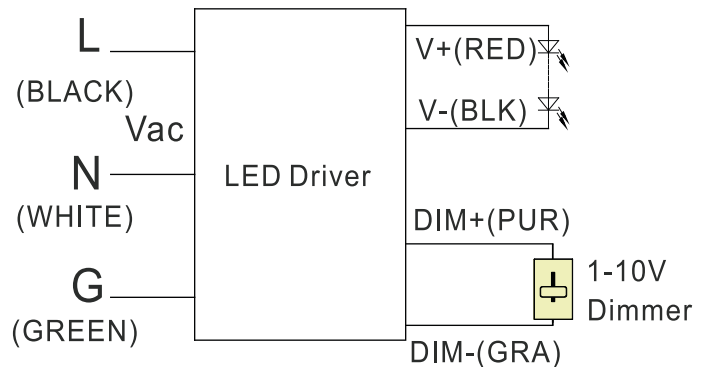 L
(BLACK)
Vac
N
(WHITE)
G
(GREEN)
LED Driver
V+(RED)
V-(BLK)
DIM+(PUR)
1-10V
Dimmer
DIM-(GRA)